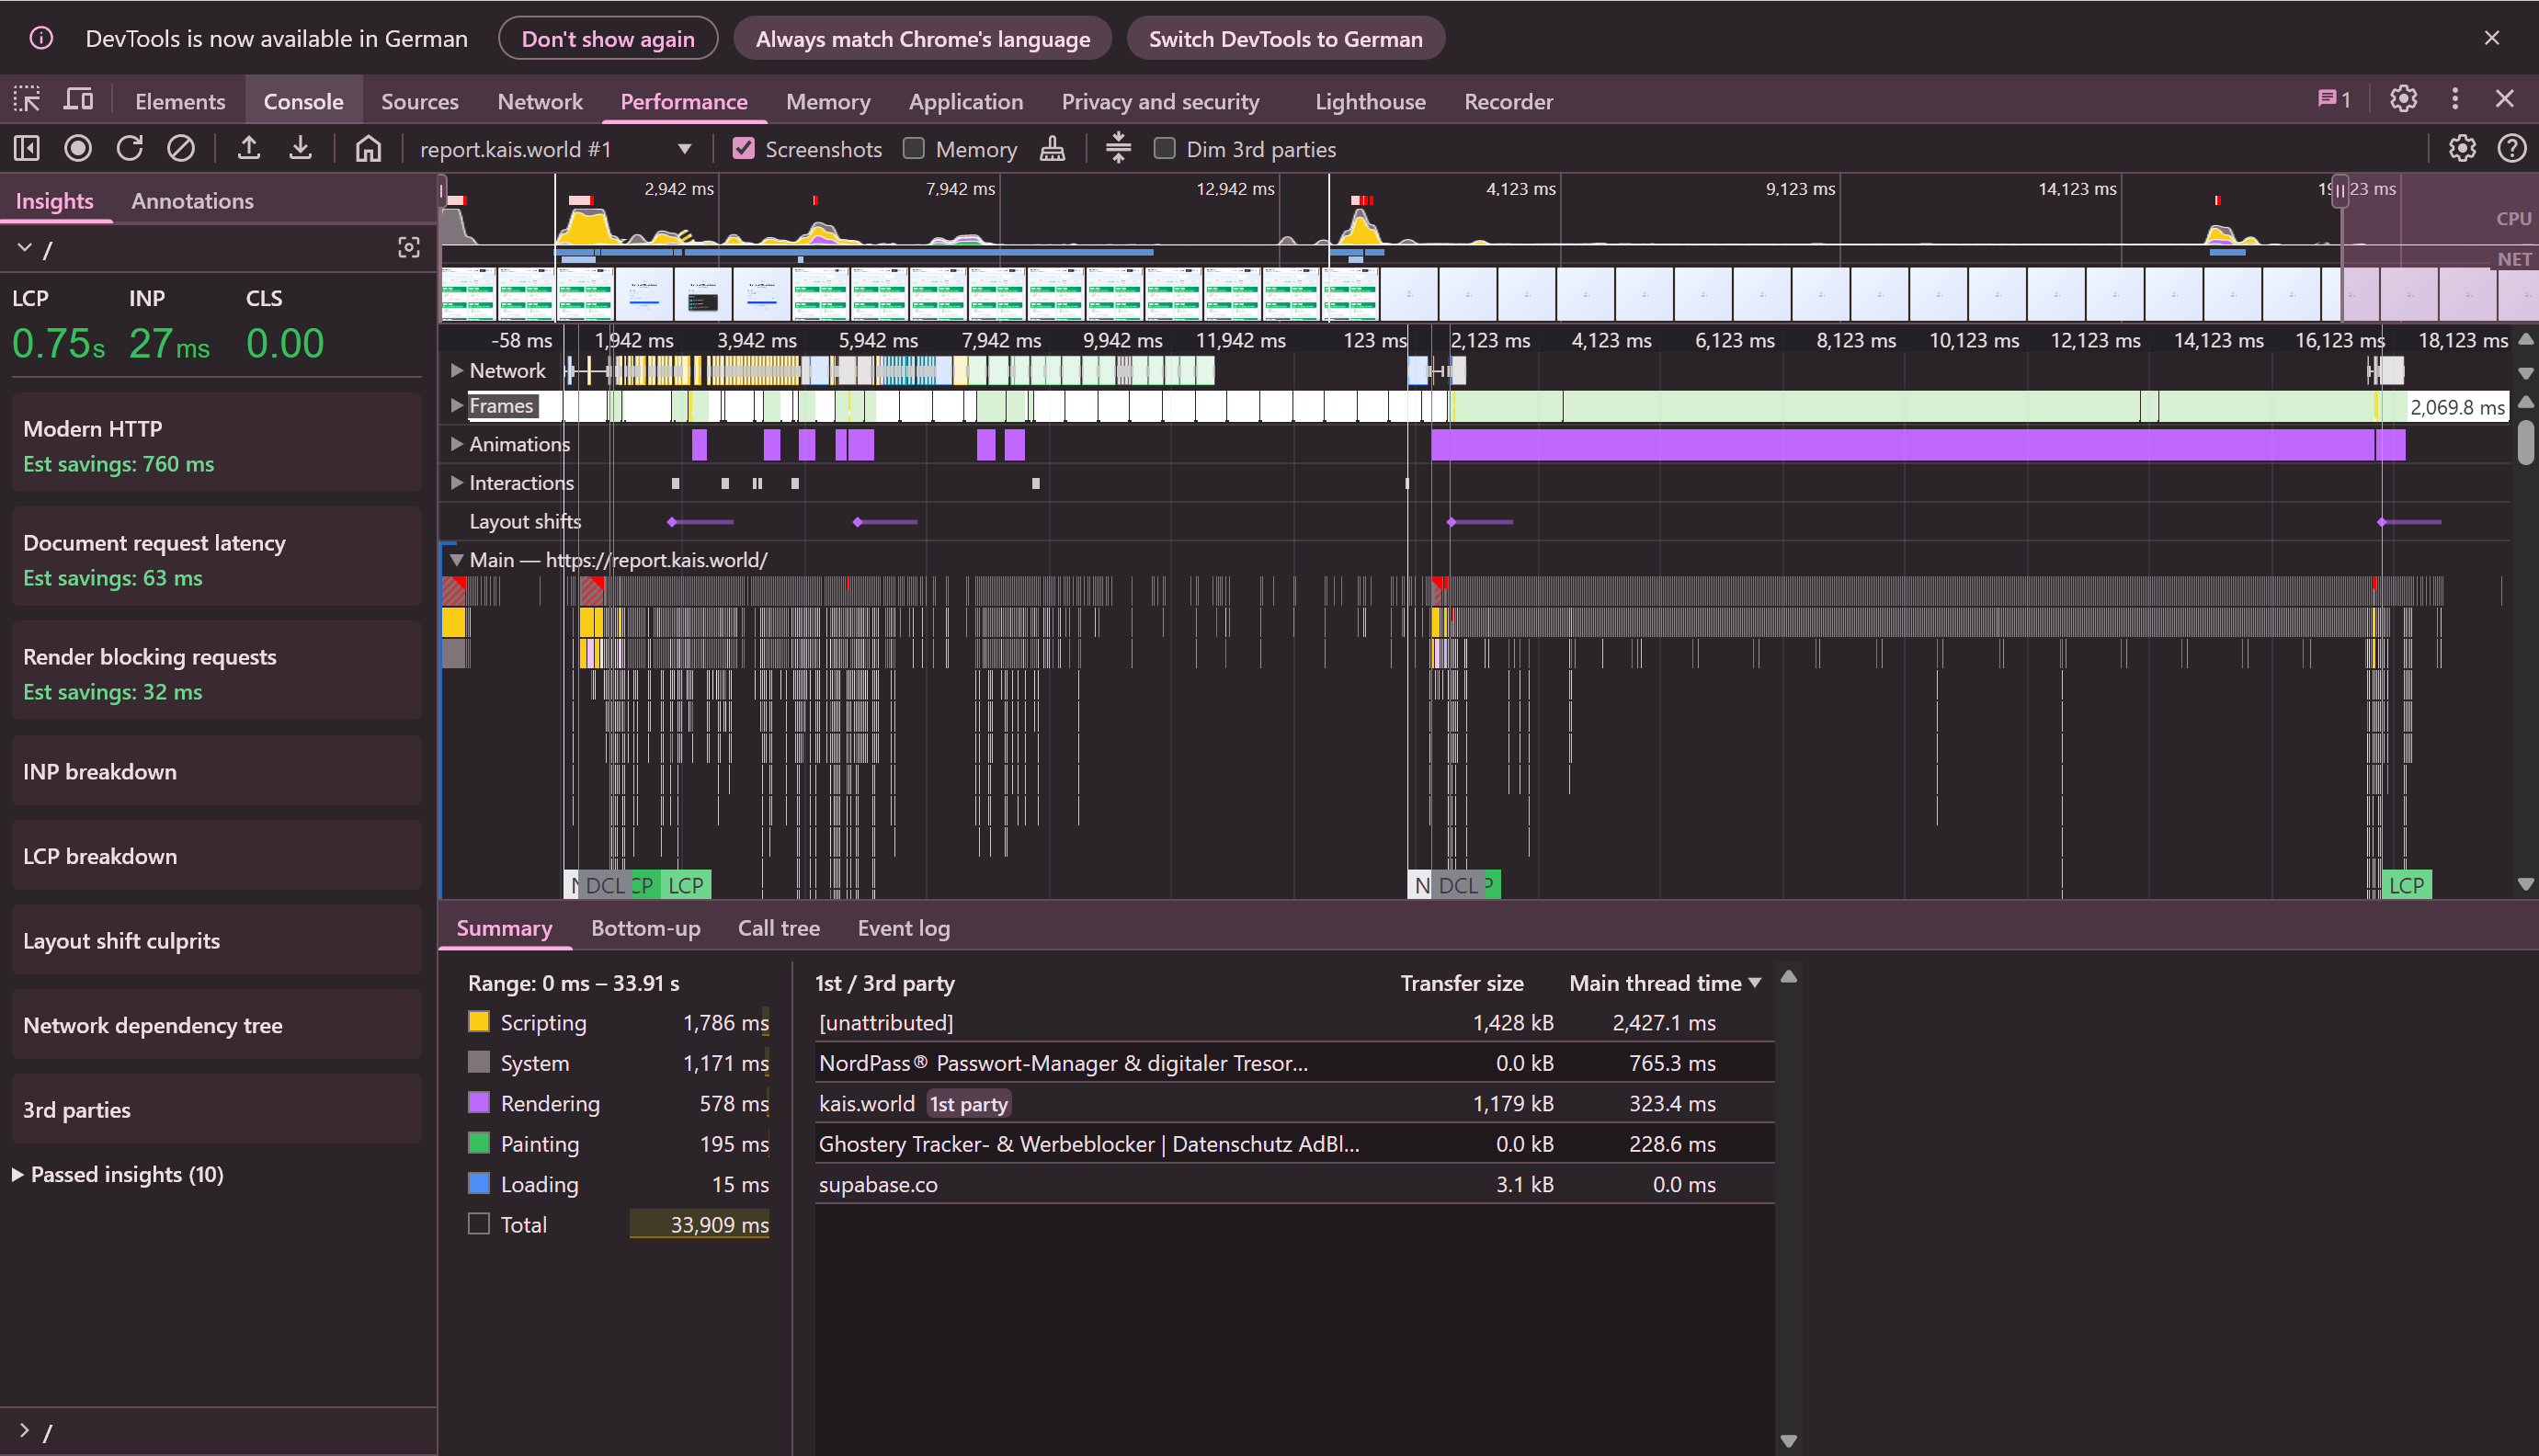 DevTools is now available in German
Don't show again
Always match Chrome's language
Switch DevTools to German
Elements
Console
Sources
Network
Performance
Memory
Application
Privacy and security
Lighthouse
Recorder
1
report.kais.world #1
Screenshots
Memory
Dim 3rd parties
Insights
Annotations
/
LCP
INP
CLS
0.75s
27ms
0.00
Modern HTTP
Est savings: 760 ms
Document request latency
Est savings: 63 ms
Render blocking requests
Est savings: 32 ms
INP breakdown
LCP breakdown
Layout shift culprits
Network dependency tree
3rd parties
Passed insights (10)
/
2,942 ms
7,942 ms
12,942 ms
4,123 ms
9,123 ms
14,123 ms
23 ms
CPU
NET
-58 ms
1,942 ms
3,942 ms
5,942 ms
7,942 ms
9,942 ms
11,942 ms
123 ms
2,123 ms
4,123 ms
6,123 ms
8,123 ms
10,123 ms
12,123 ms
14,123 ms
16,123 ms
18,123 ms
Network
Frames
2,069.8 ms
Animations
Interactions
Layout shifts
Main — https://report.kais.world/
N
DCL
CP
LCP
N
DCL
P
LCP
Summary
Bottom-up
Call tree
Event log
Range: 0 ms – 33.91 s
Scripting 1,786 ms
System 1,171 ms
Rendering 578 ms
Painting 195 ms
Loading 15 ms
Total 33,909 ms
1st / 3rd party Transfer size Main thread time
[unattributed] 1,428 kB 2,427.1 ms
NordPass® Passwort-Manager & digitaler Tresor... 0.0 kB 765.3 ms
kais.world 1st party 1,179 kB 323.4 ms
Ghostery Tracker- & Werbeblocker | Datenschutz AdBl... 0.0 kB 228.6 ms
supabase.co 3.1 kB 0.0 ms